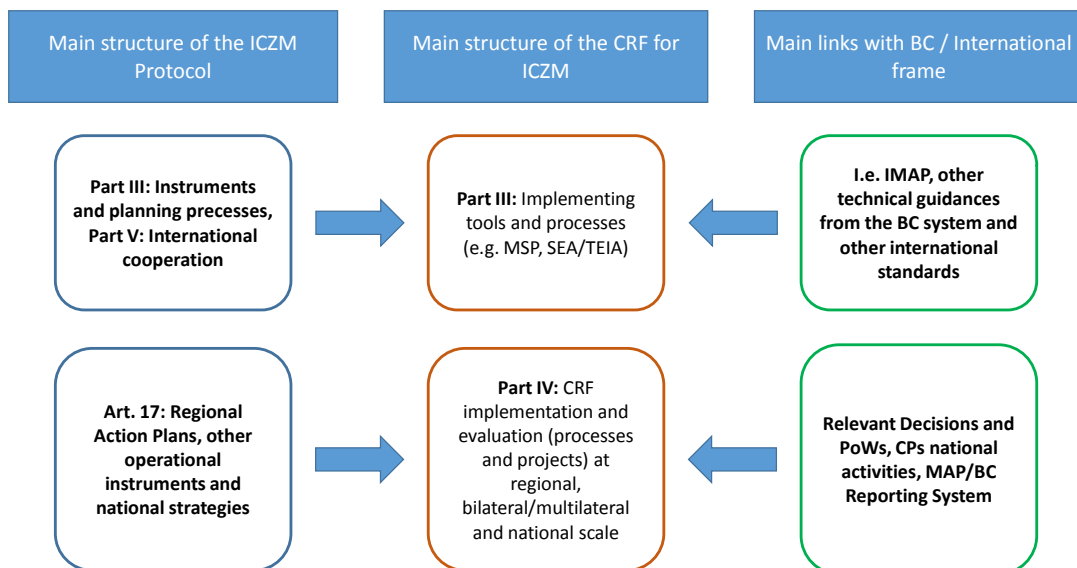 Main structure of the ICZM
Protocol
Main structure of the CRF for
ICZM
Main links with BC / International
frame
Part III: Instruments
and planning precesses,
Part V: International
cooperation
Part III: Implementing
tools and processes
(e.g. MSP, SEA/TEIA)
I.e. IMAP, other
technical guidances
from the BC system and
other international
standards
Art. 17: Regional
Action Plans, other
operational
instruments and
national strategies
Part IV: CRF
implementation and
evaluation (processes
and projects) at
regional,
bilateral/multilateral
and national scale
Relevant Decisions and
PoWs, CPs national
activities, MAP/BC
Reporting System